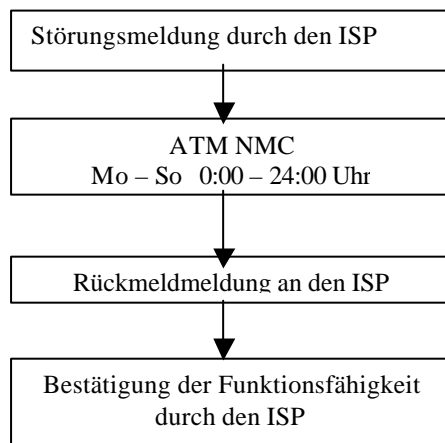 Störungsmeldung durch den ISP
ATM NMC
Mo – So 0:00 – 24:00 Uhr
Rückmeldmeldung an den ISP
Bestätigung der Funktionsfähigkeit
durch den ISP